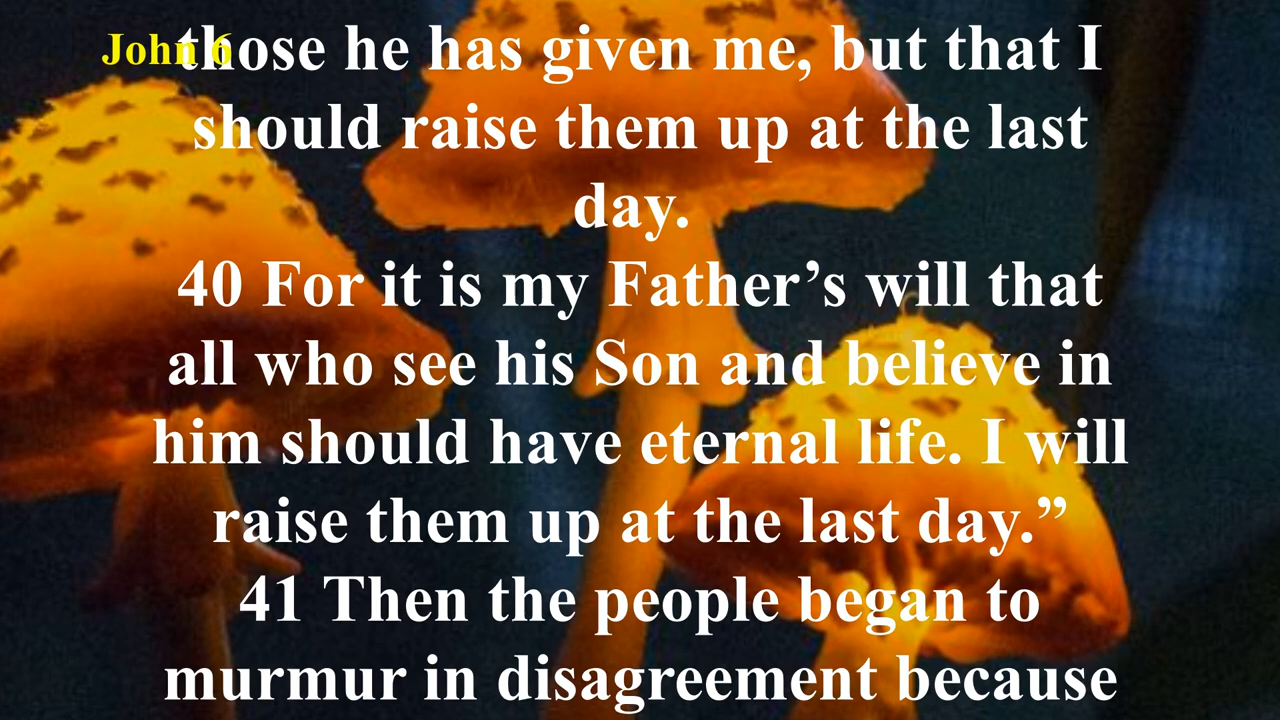 John 6
those he has given me, but that I
should raise them up at the last
day.
40 For it is my Father’s will that
all who see his Son and believe in
him should have eternal life. I will
raise them up at the last day.”
41 Then the people began to
murmur in disagreement because